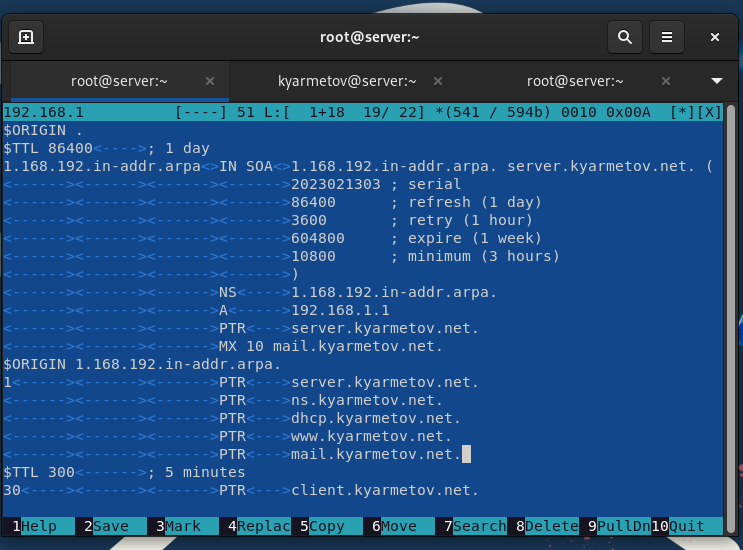 root@server:~
root@server:~ × kyarmetov@server:~ × root@server:~ ×
192.168.1 [----] 51 L:[ 1+18 19/ 22] *(541 / 594b) 0010 0x00A [*][X]
$ORIGIN .
$TTL 86400<---->; 1 day
1.168.192.in-addr.arpa<>IN SOA<>1.168.192.in-addr.arpa. server.kyarmetov.net. (
<------><------><------><------>2023021303 ; serial
<------><------><------><------>86400      ; refresh (1 day)
<------><------><------><------>3600       ; retry (1 hour)
<------><------><------><------>604800     ; expire (1 week)
<------><------><------><------>10800      ; minimum (3 hours)
<------><------><------><------>)
<------><------><------>NS<---->1.168.192.in-addr.arpa.
<------><------><------>A<----->192.168.1.1
<------><------><------>PTR<--->server.kyarmetov.net.
<------><------><------>MX 10 mail.kyarmetov.net.
$ORIGIN 1.168.192.in-addr.arpa.
1<-----><------><------>PTR<--->server.kyarmetov.net.
<------><------><------>PTR<--->ns.kyarmetov.net.
<------><------><------>PTR<--->dhcp.kyarmetov.net.
<------><------><------>PTR<--->www.kyarmetov.net.
<------><------><------>PTR<--->mail.kyarmetov.net.
$TTL 300<------>; 5 minutes
30<----><------><------>PTR<--->client.kyarmetov.net.
1Help 2Save 3Mark 4Replac 5Copy 6Move 7Search 8Delete 9PullDn 10Quit